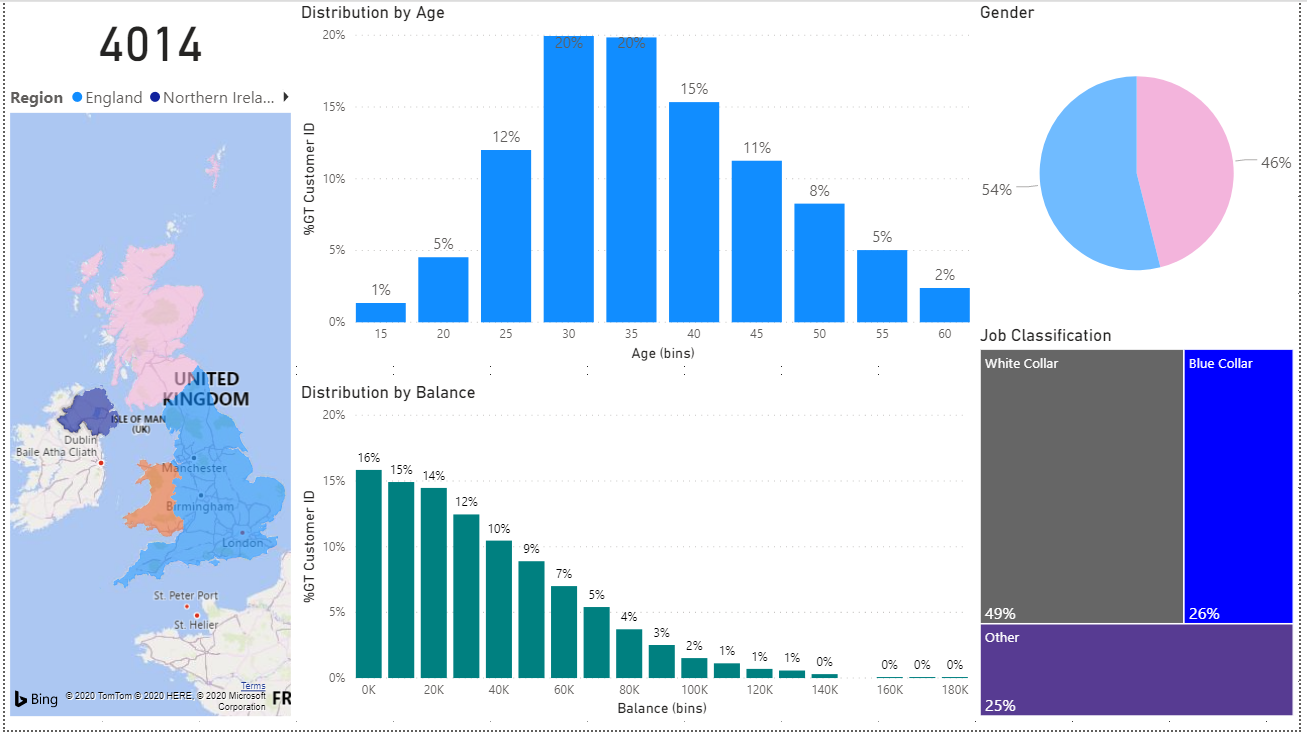 4014
Region England Northern Irela...
UNITED
KINGDOM
ISLE OF MAN
(UK)
Dublin
Baile Atha Cliath
Manchester
Birmingham
London
St. Peter Port
St. Helier
FR
Bing
Terms
© 2020 TomTom © 2020 HERE, © 2020 Microsoft
Corporation
Distribution by Age
%GT Customer ID
20%
15%
10%
5%
0%
1%
5%
12%
20%
20%
15%
11%
8%
5%
2%
15 20 25 30 35 40 45 50 55 60
Age (bins)
Distribution by Balance
%GT Customer ID
20%
15%
10%
5%
0%
16%
15%
14%
12%
10%
9%
7%
5%
4%
3%
2%
1%
1%
1%
0%
0%
0%
0%
0K 20K 40K 60K 80K 100K 120K 140K 160K 180K
Balance (bins)
Gender
54%
46%
Job Classification
White Collar
49%
Blue Collar
26%
Other
25%